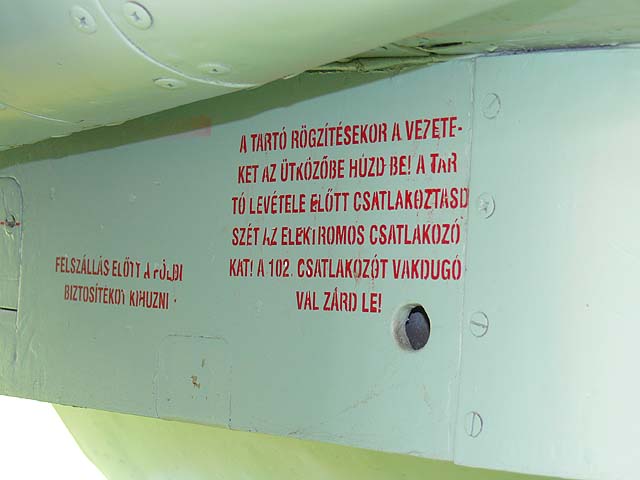 A TARTÓ RÖGZÍTÉSEKOR A VEZETE-
KET AZ ÜTKÖZŐBE HÚZD BE! A TAR
TÓ LEVÉTELE ELŐTT CSATLAKOZTASD
SZÉT AZ ELEKTROMOS CSATLAKOZÓ
KAT! A 102. CSATLAKOZÓT VAKDUGÓ
VAL ZÁRD LE!
FELSZÁLLÁS ELŐTT A FÖLDI
BIZTOSÍTÉKOT KIHUZNI